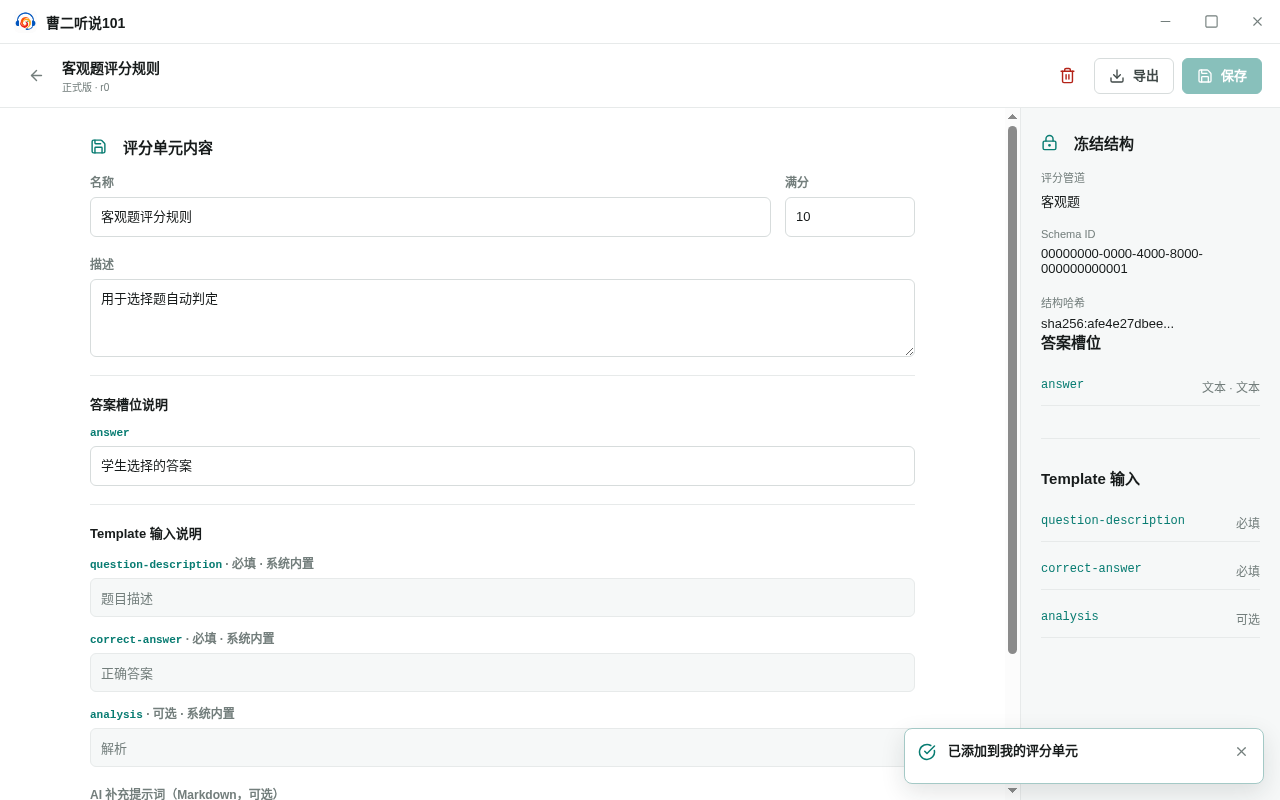 曹二听说101
客观题评分规则
正式版 · r0
导出
保存
评分单元内容
名称
满分
客观题评分规则
10
描述
用于选择题自动判定
答案槽位说明
answer
学生选择的答案
Template 输入说明
question-description · 必填 · 系统内置
题目描述
correct-answer · 必填 · 系统内置
正确答案
analysis · 可选 · 系统内置
解析
AI 补充提示词（Markdown，可选）
冻结结构
评分管道
客观题
Schema ID
00000000-0000-4000-8000-
000000000001
结构哈希
sha256:afe4e27dbee...
答案槽位
answer
文本 · 文本
Template 输入
question-description
必填
correct-answer
必填
analysis
可选
已添加到我的评分单元